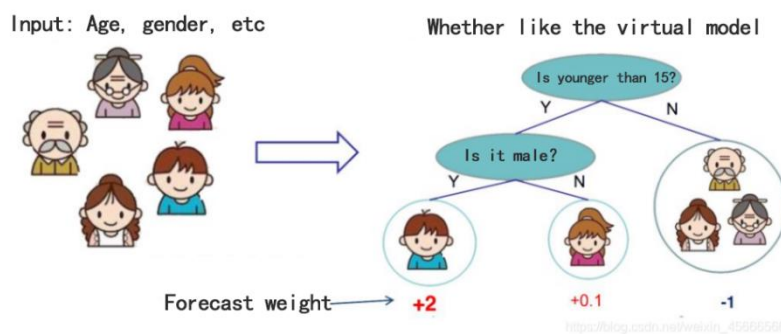 Input: Age, gender, etc
Whether like the virtual model
Is younger than 15?
Y
N
Is it male?
Y
N
Forecast weight
+2
+0.1
-1